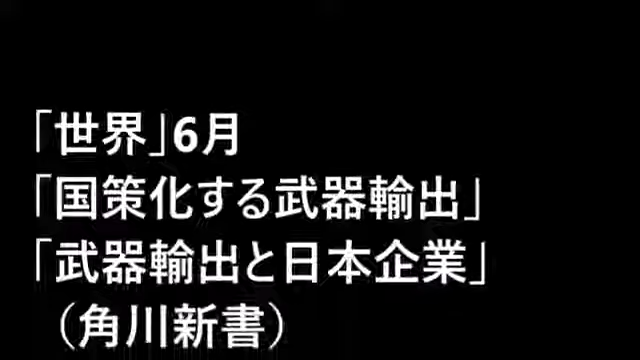 「世界」6月
「国策化する武器輸出」
「武器輸出と日本企業」
（角川新書）